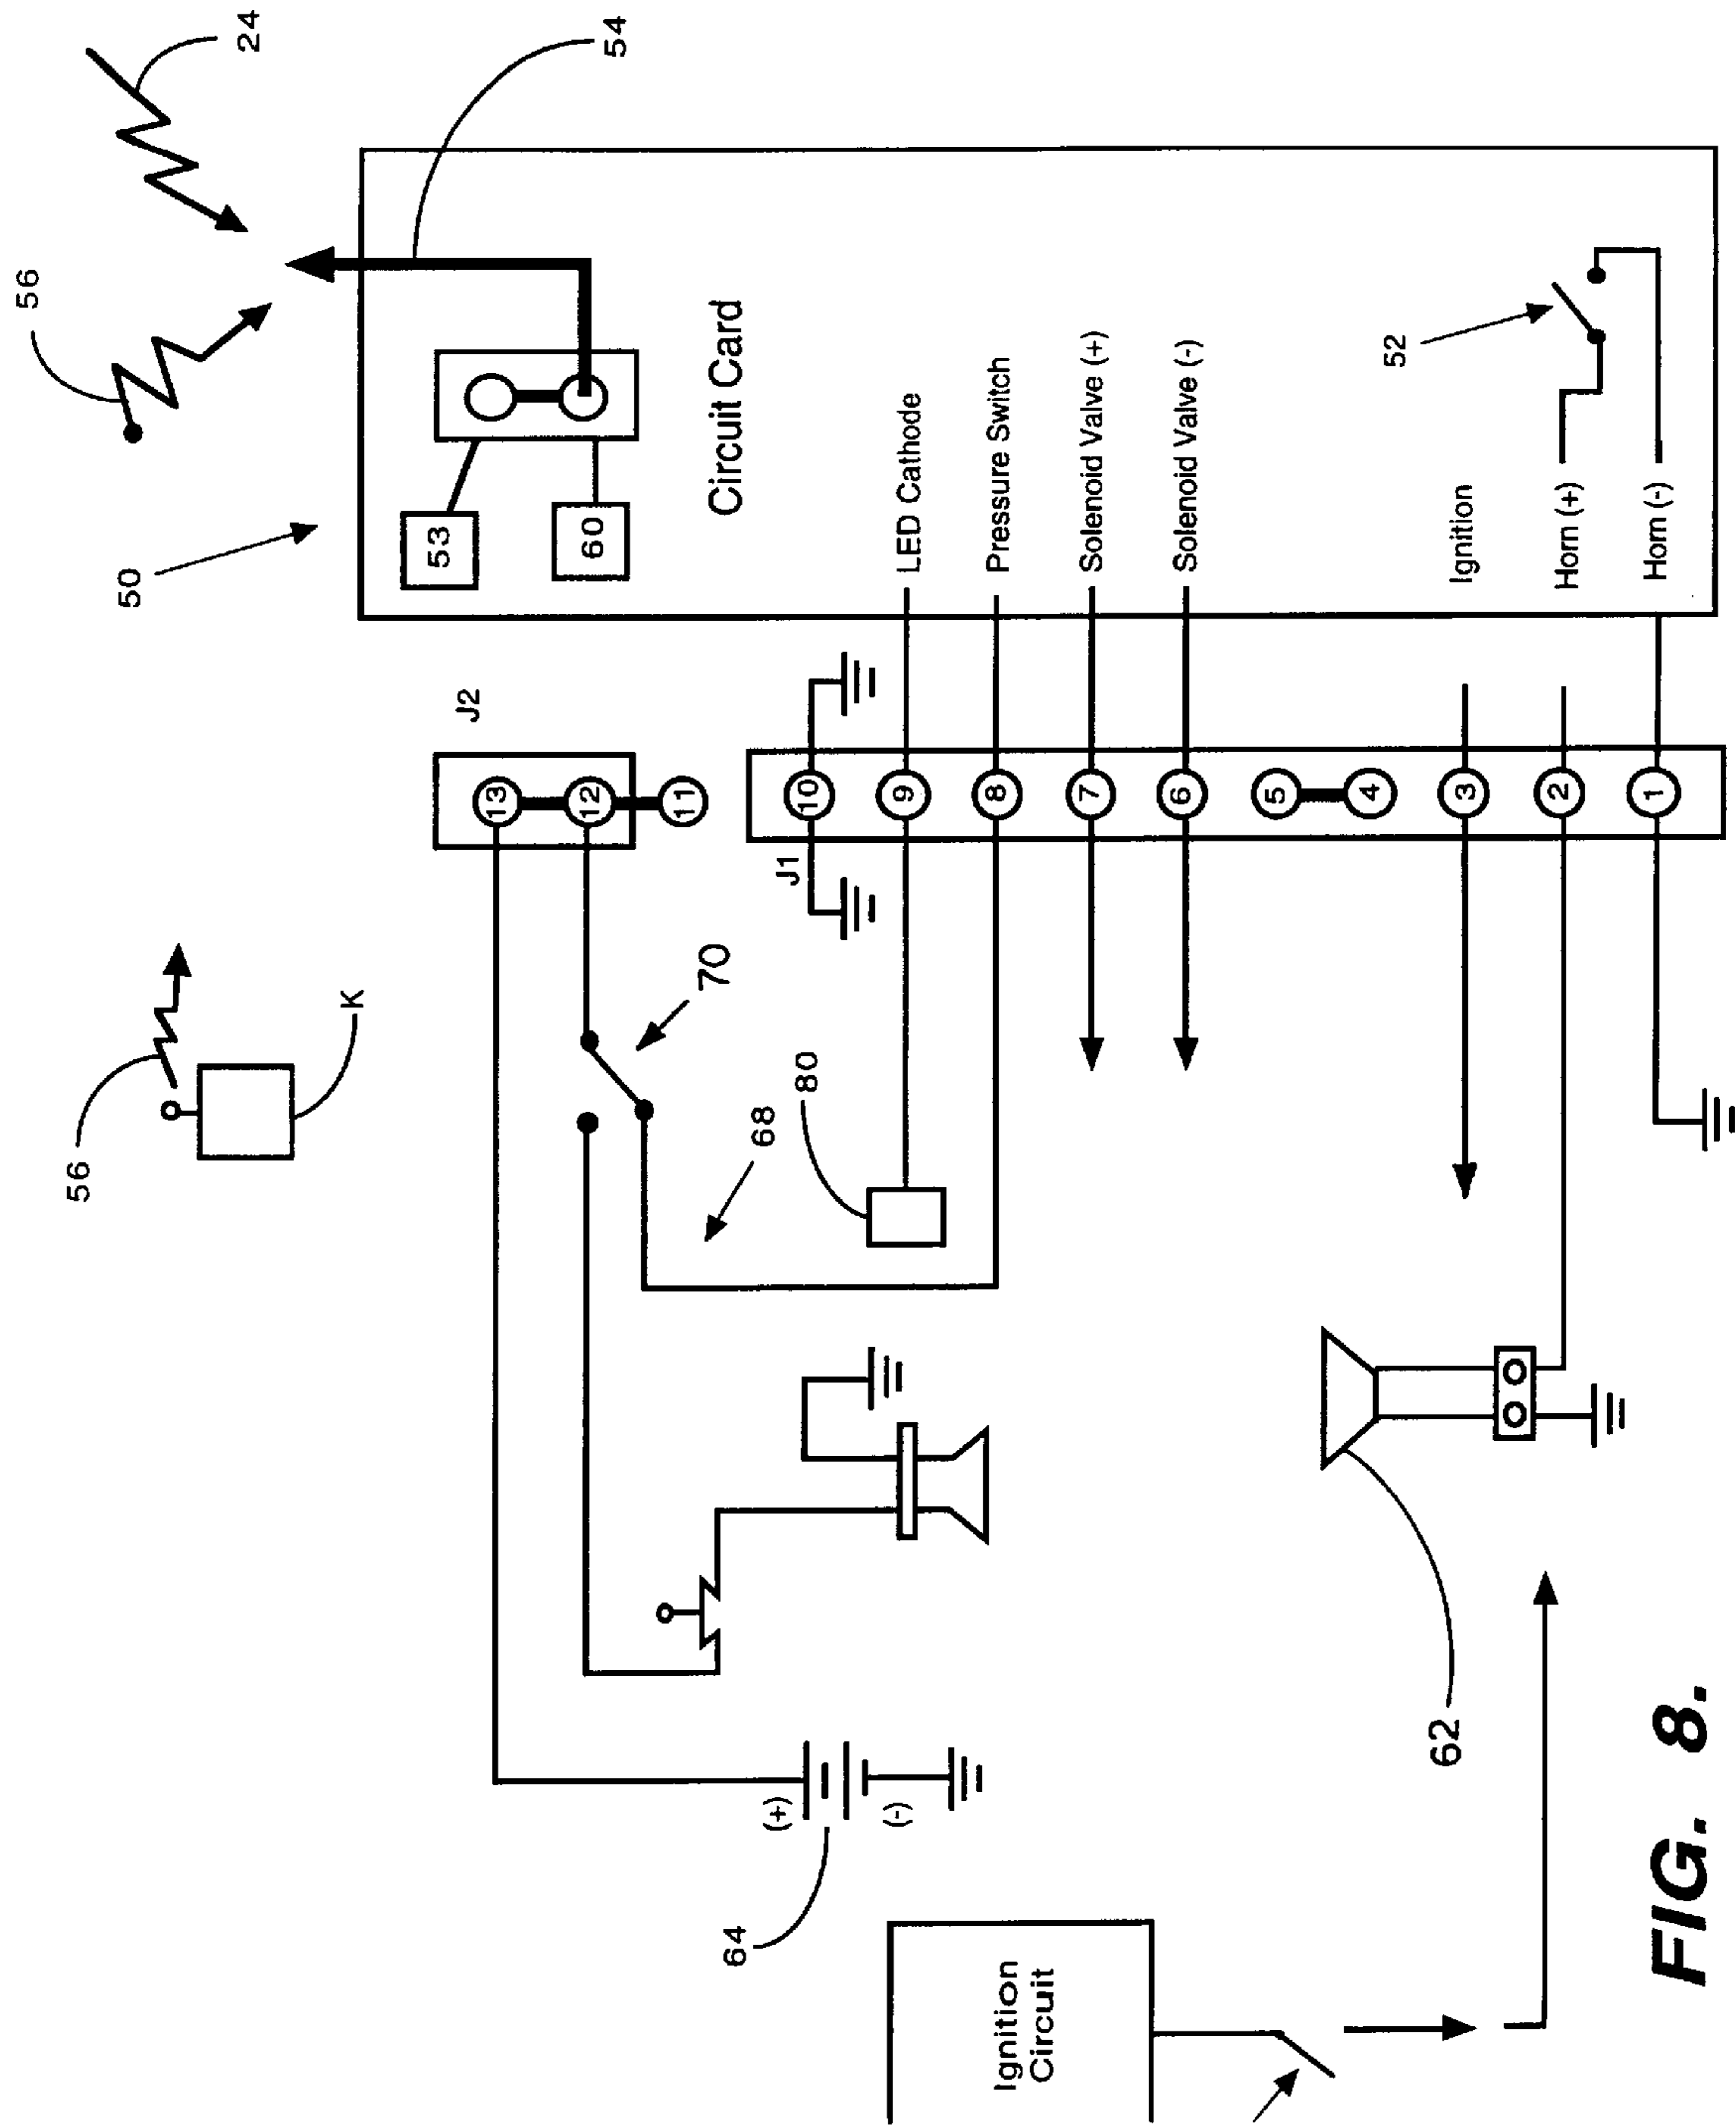 24
54
56
50
53
60
Circuit Card
LED Cathode
Pressure Switch
Solenoid Valve (+)
Solenoid Valve (-)
Ignition
Horn (+)
Horn (-)
52
J2
13
12
11
J1
10
9
8
7
6
5
4
3
2
1
56
K
70
68
80
62
64
(+)
(-)
Ignition
Circuit
FIG. 8.